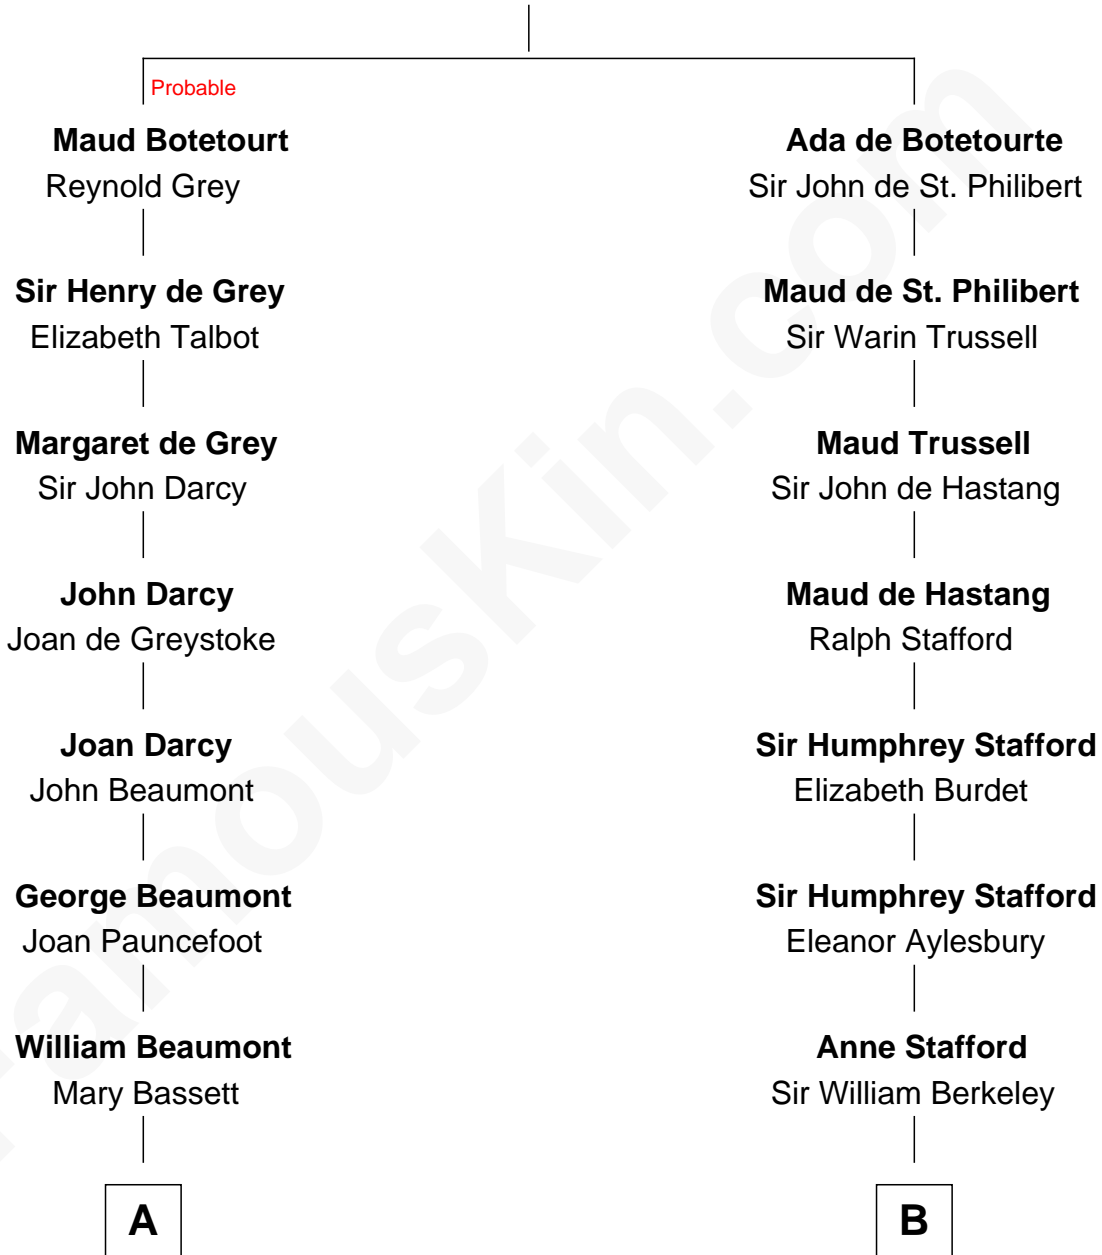 Probable
Maud Botetourt
Reynold Grey
Ada de Botetourte
Sir John de St. Philibert
Sir Henry de Grey
Elizabeth Talbot
Maud de St. Philibert
Sir Warin Trussell
Margaret de Grey
Sir John Darcy
Maud Trussell
Sir John de Hastang
John Darcy
Joan de Greystoke
Maud de Hastang
Ralph Stafford
Joan Darcy
John Beaumont
Sir Humphrey Stafford
Elizabeth Burdet
George Beaumont
Joan Pauncefoot
Sir Humphrey Stafford
Eleanor Aylesbury
William Beaumont
Mary Bassett
Anne Stafford
Sir William Berkeley
A
B
FamousKin.com